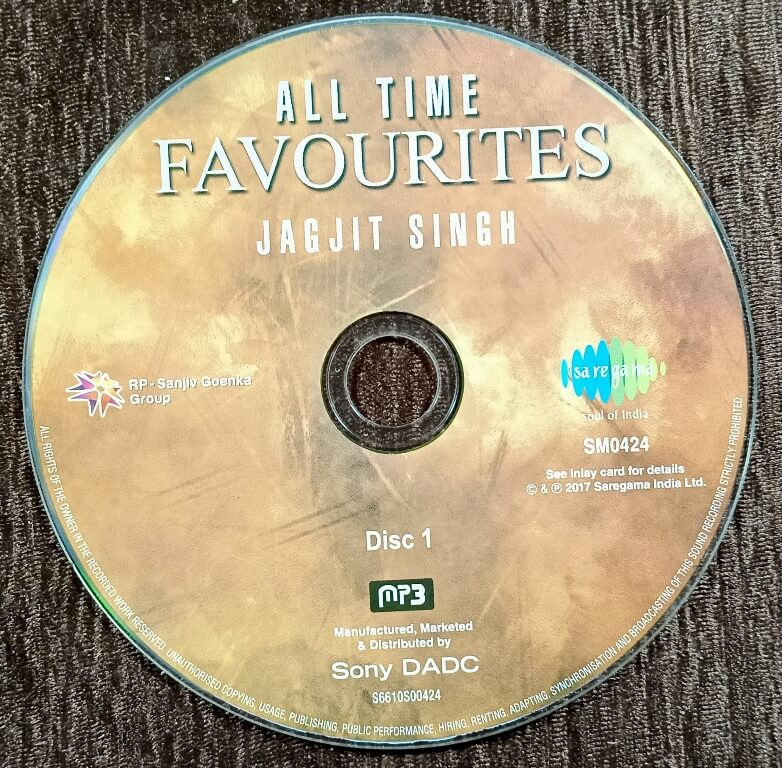 ALL TIME
FAVOURITES
JAGJIT SINGH
RP - Sanjiv Goenka
Group
sa re ga ma
soul of India
SM0424
See inlay card for details
© & ℗ 2017 Saregama India Ltd.
Disc 1
MP3
Manufactured, Marketed
& Distributed by
Sony DADC
S6610S00424
ALL RIGHTS OF THE OWNER IN THE RECORDED WORK RESERVED. UNAUTHORISED COPYING, USAGE, PUBLISHING, PUBLIC PERFORMANCE, HIRING, RENTING, ADAPTING, SYNCHRONISATION AND BROADCASTING OF THIS SOUND RECORDING STRICTLY PROHIBITED